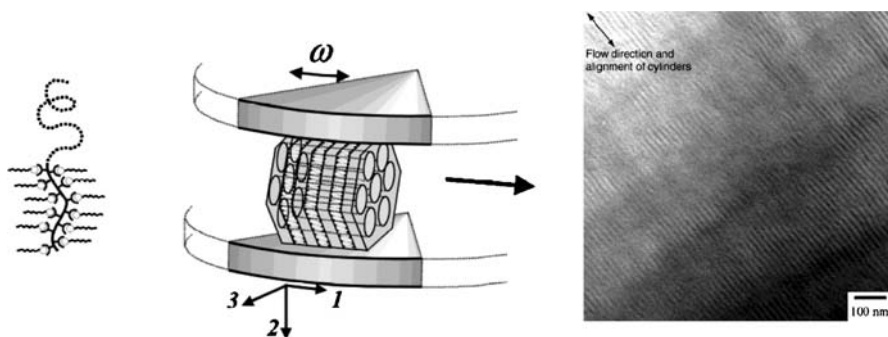 ω
3
1
2
Flow direction and
alignment of cylinders
100 nm